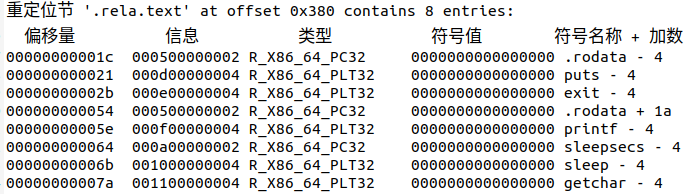 重定位节 '.rela.text' at offset 0x380 contains 8 entries:
偏移量 信息 类型 符号值 符号名称 + 加数
00000000001c 000500000002 R_X86_64_PC32 0000000000000000 .rodata - 4
000000000021 000d00000004 R_X86_64_PLT32 0000000000000000 puts - 4
00000000002b 000e00000004 R_X86_64_PLT32 0000000000000000 exit - 4
000000000054 000500000002 R_X86_64_PC32 0000000000000000 .rodata + 1a
00000000005e 000f00000004 R_X86_64_PLT32 0000000000000000 printf - 4
000000000064 000a00000002 R_X86_64_PC32 0000000000000000 sleepsecs - 4
00000000006b 001000000004 R_X86_64_PLT32 0000000000000000 sleep - 4
00000000007a 001100000004 R_X86_64_PLT32 0000000000000000 getchar - 4